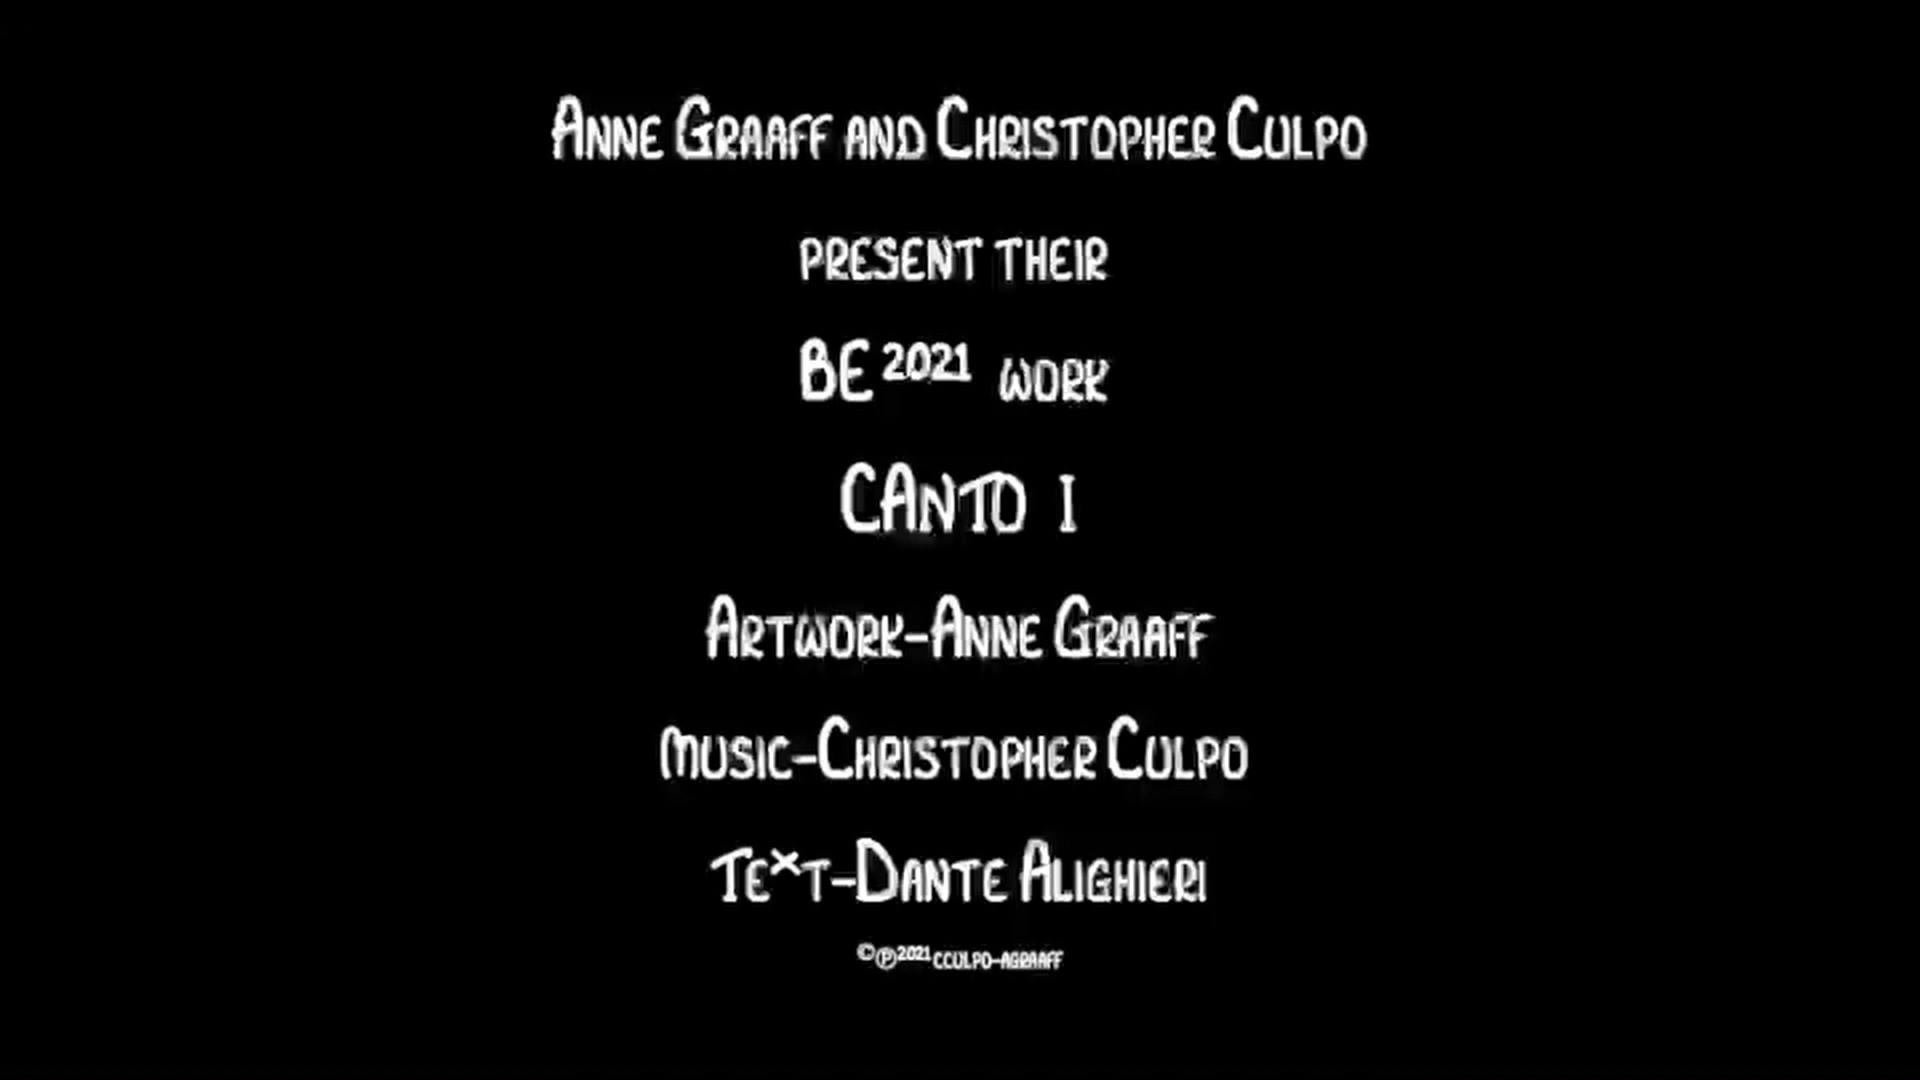 Anne Graaff and Christopher Culpo
present their
BE 2021 work
CANTO I
Artwork-Anne Graaff
Music-Christopher Culpo
Text-Dante Alighieri
©℗2021 CCULPO-AGRAAFF